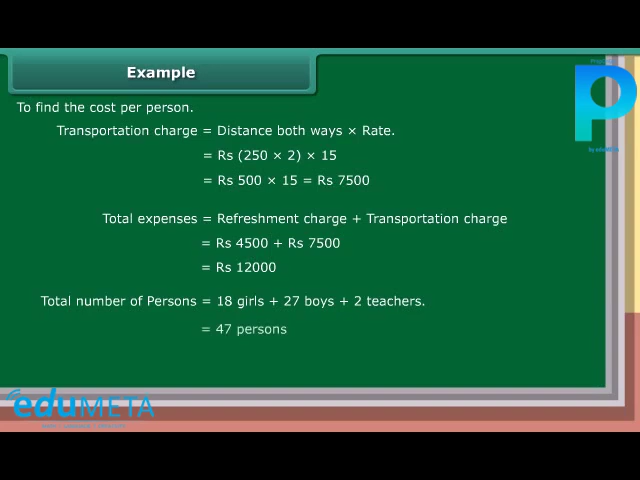 Example
To find the cost per person.
Transportation charge = Distance both ways × Rate.
= Rs (250 × 2) × 15
= Rs 500 × 15 = Rs 7500
Total expenses = Refreshment charge + Transportation charge
= Rs 4500 + Rs 7500
= Rs 12000
Total number of Persons = 18 girls + 27 boys + 2 teachers.
= 47 persons
P
by eduMETA
eduMETA